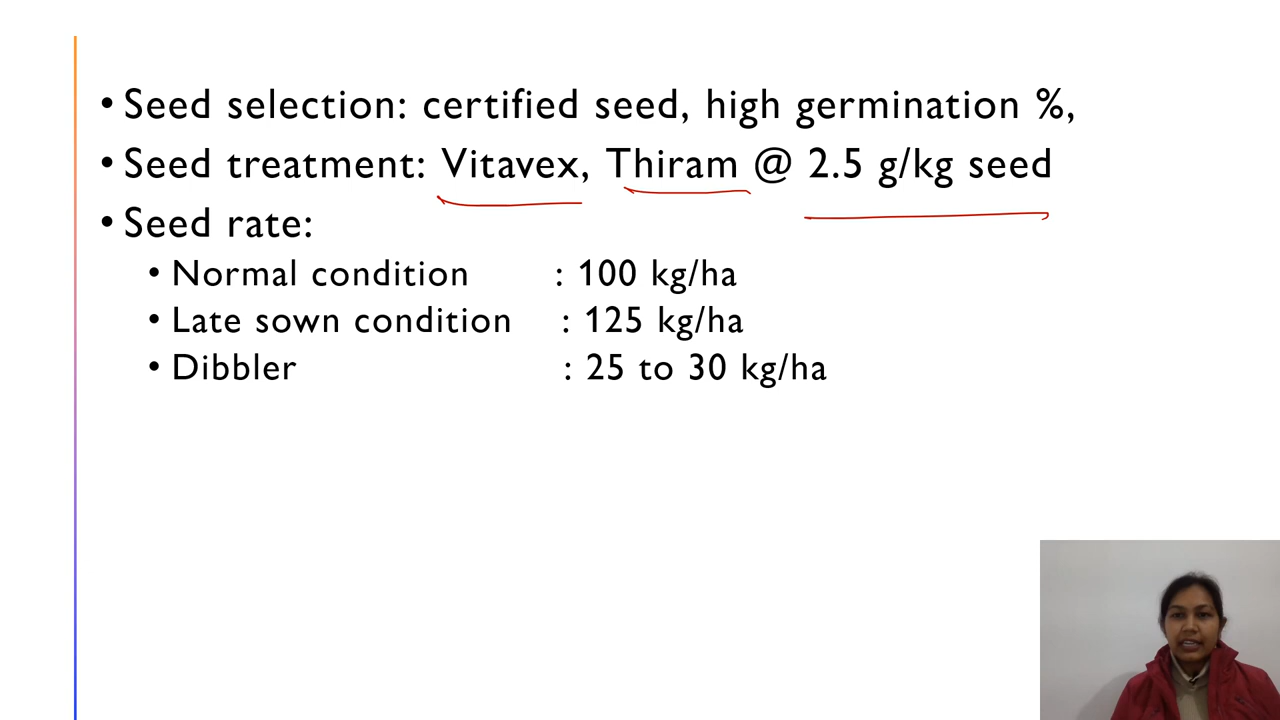 • Seed selection: certified seed, high germination %,
• Seed treatment: Vitavex, Thiram @ 2.5 g/kg seed
• Seed rate:
• Normal condition : 100 kg/ha
• Late sown condition : 125 kg/ha
• Dibbler : 25 to 30 kg/ha